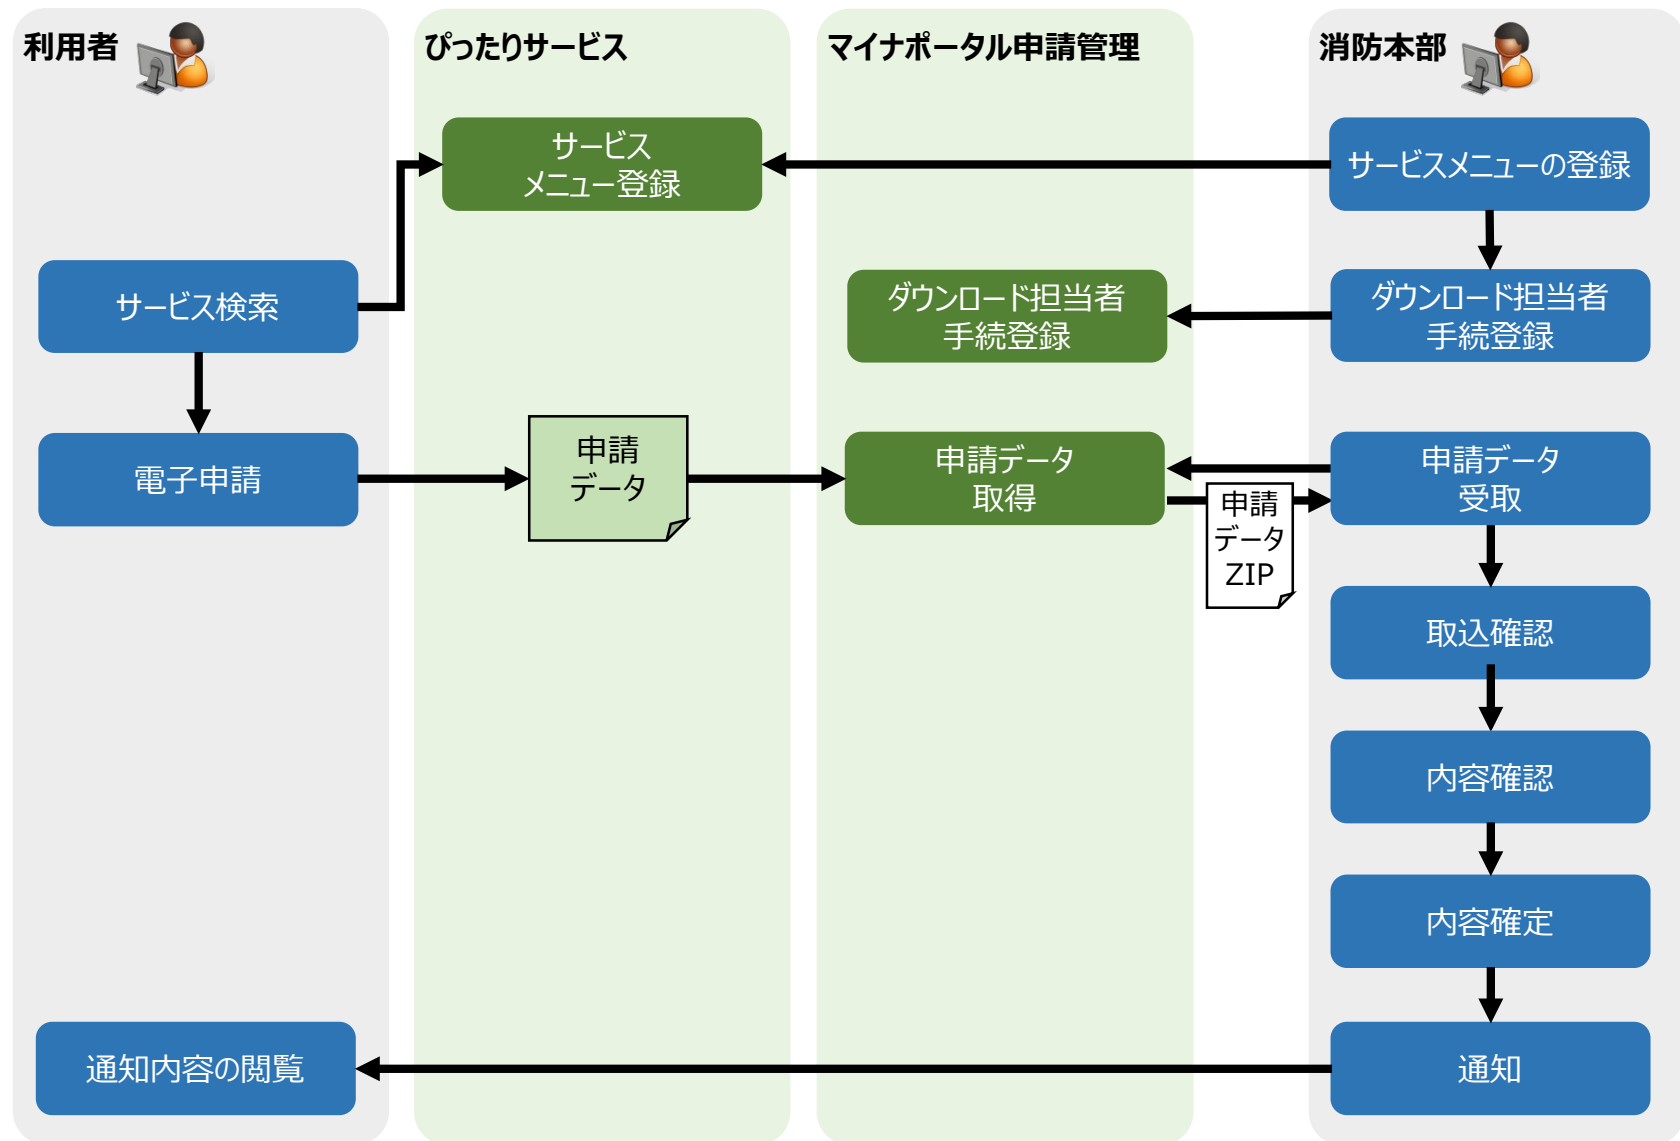 利用者
ぴったりサービス
マイナポータル申請管理
消防本部
サービス
メニュー登録
サービスメニューの登録
サービス検索
ダウンロード担当者
手続登録
ダウンロード担当者
手続登録
電子申請
申請
データ
申請データ
取得
申請
データ
ZIP
申請データ
受取
取込確認
内容確認
内容確定
通知内容の閲覧
通知